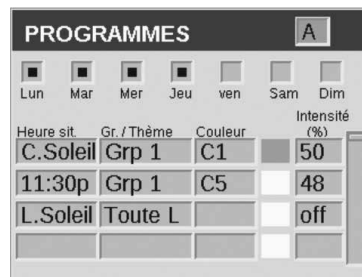 PROGRAMMES A
Lun Mar Mer Jeu ven Sam Dim
Heure sit. Gr. / Thème Couleur Intensité (%)
C.Soleil Grp 1 C1 50
11:30p Grp 1 C5 48
L.Soleil Toute L off